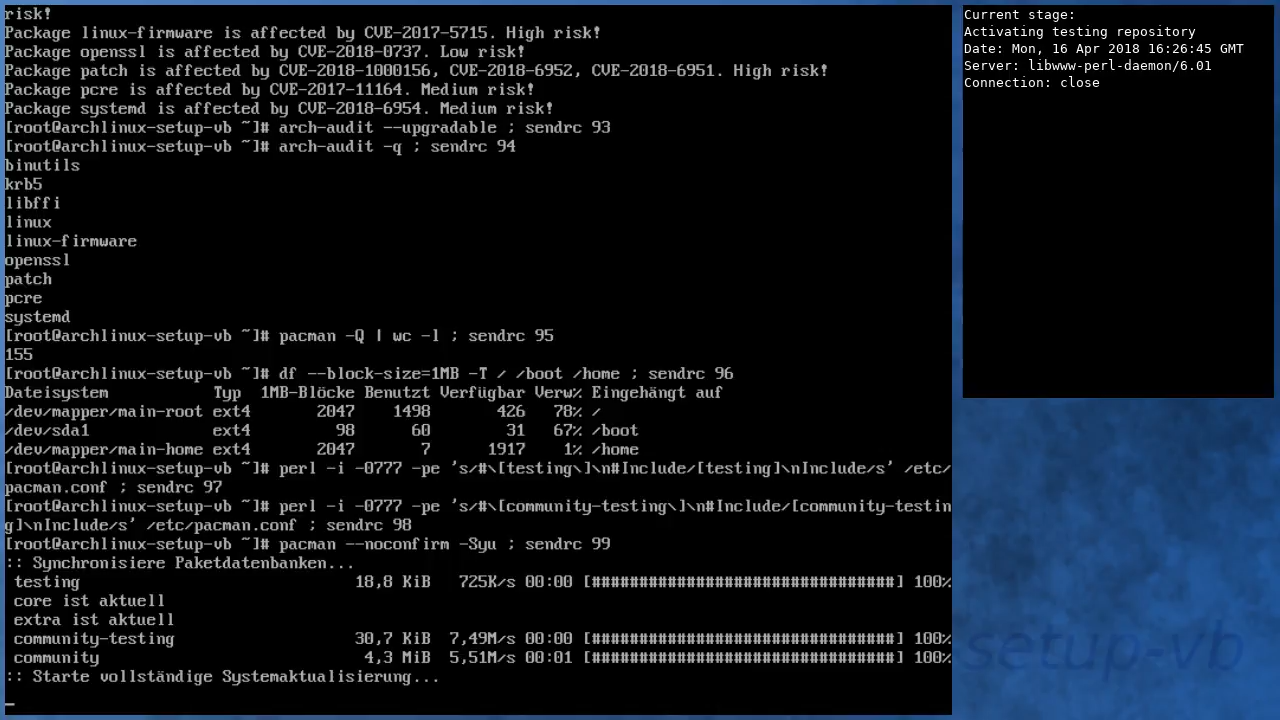 risk!
Package linux-firmware is affected by CVE-2017-5715. High risk!
Package openssl is affected by CVE-2018-0737. Low risk!
Package patch is affected by CVE-2018-1000156, CVE-2018-6952, CVE-2018-6951. High risk!
Package pcre is affected by CVE-2017-11164. Medium risk!
Package systemd is affected by CVE-2018-6954. Medium risk!
[root@archlinux-setup-vb ~]# arch-audit --upgradable ; sendrc 93
[root@archlinux-setup-vb ~]# arch-audit -q ; sendrc 94
binutils
krb5
libffi
linux
linux-firmware
openssl
patch
pcre
systemd
[root@archlinux-setup-vb ~]# pacman -Q | wc -l ; sendrc 95
155
[root@archlinux-setup-vb ~]# df --block-size=1MB -T / /boot /home ; sendrc 96
Dateisystem           Typ  1MB-Blöcke Benutzt Verfügbar Verw% Eingehängt auf
/dev/mapper/main-root ext4       2047    1498       426   78% /
/dev/sda1             ext4         98      60        31   67% /boot
/dev/mapper/main-home ext4       2047       7      1917    1% /home
[root@archlinux-setup-vb ~]# perl -i -0777 -pe 's/#\[testing\]\n#Include/[testing]\nInclude/s' /etc/
pacman.conf ; sendrc 97
[root@archlinux-setup-vb ~]# perl -i -0777 -pe 's/#\[community-testing\]\n#Include/[community-testin
g]\nInclude/s' /etc/pacman.conf ; sendrc 98
[root@archlinux-setup-vb ~]# pacman --noconfirm -Syu ; sendrc 99
:: Synchronisiere Paketdatenbanken...
 testing                             18,8 KiB   725K/s 00:00 [################################] 100%
 core ist aktuell
 extra ist aktuell
 community-testing                   30,7 KiB  7,49M/s 00:00 [################################] 100%
 community                            4,3 MiB  5,51M/s 00:01 [################################] 100%
:: Starte vollständige Systemaktualisierung...
_
Current stage:
Activating testing repository
Date: Mon, 16 Apr 2018 16:26:45 GMT
Server: libwww-perl-daemon/6.01
Connection: close
setup-vb